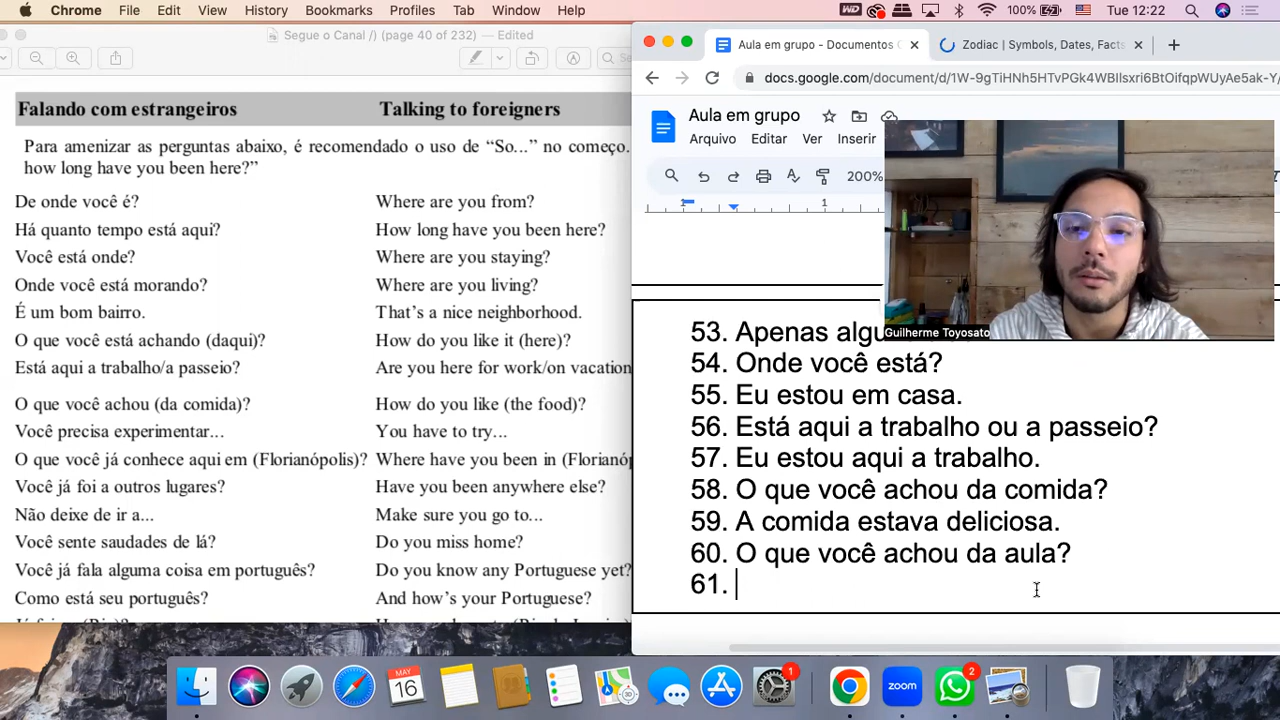 Chrome File Edit View History Bookmarks Profiles Tab Window Help
100% Tue 12:22
Segue o Canal /) (page 40 of 232) — Edited
Falando com estrangeiros Talking to foreigners
Para amenizar as perguntas abaixo, é recomendado o uso de “So...” no começo.
how long have you been here?”
De onde você é? Where are you from?
Há quanto tempo está aqui? How long have you been here?
Você está onde? Where are you staying?
Onde você está morando? Where are you living?
É um bom bairro. That’s a nice neighborhood.
O que você está achando (daqui)? How do you like it (here)?
Está aqui a trabalho/a passeio? Are you here for work/on vacation
O que você achou (da comida)? How do you like (the food)?
Você precisa experimentar... You have to try...
O que você já conhece aqui em (Florianópolis)? Where have you been in (Florianóp
Você já foi a outros lugares? Have you been anywhere else?
Não deixe de ir a... Make sure you go to...
Você sente saudades de lá? Do you miss home?
Você já fala alguma coisa em português? Do you know any Portuguese yet?
Como está seu português? And how’s your Portuguese?
Aula em grupo - Documentos
Zodiac | Symbols, Dates, Facts
docs.google.com/document/d/1W-9gTiHNh5HTvPGk4WBIlsxri6BtOifqpWUyAe5ak-Y/
Aula em grupo
Arquivo Editar Ver Inserir
200%
1 1
Guilherme Toyosato
53. Apenas algu
54. Onde você está?
55. Eu estou em casa.
56. Está aqui a trabalho ou a passeio?
57. Eu estou aqui a trabalho.
58. O que você achou da comida?
59. A comida estava deliciosa.
60. O que você achou da aula?
61.
MAY
16
zoom
1
2